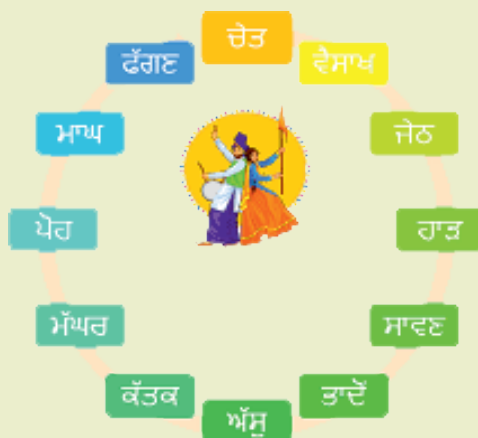 ਚੇਤ
ਵੈਸਾਖ
ਜੇਠ
ਹਾੜ
ਸਾਵਣ
ਭਾਦੋਂ
ਅੱਸੂ
ਕੱਤਕ
ਮੱਘਰ
ਪੋਹ
ਮਾਘ
ਫੱਗਣ